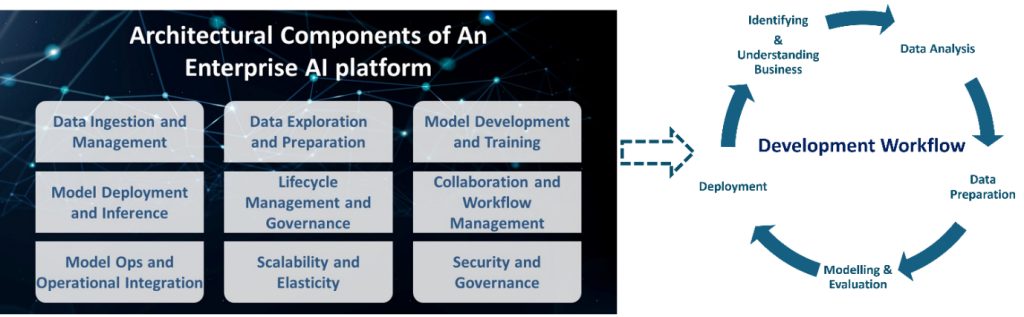 Architectural Components of An
Enterprise AI platform
Data Ingestion and
Management
Data Exploration
and Preparation
Model Development
and Training
Model Deployment
and Inference
Lifecycle
Management and
Governance
Collaboration and
Workflow
Management
Model Ops and
Operational Integration
Scalability and
Elasticity
Security and
Governance
Identifying
&
Understanding
Business
Data Analysis
Development Workflow
Data
Preparation
Modelling &
Evaluation
Deployment